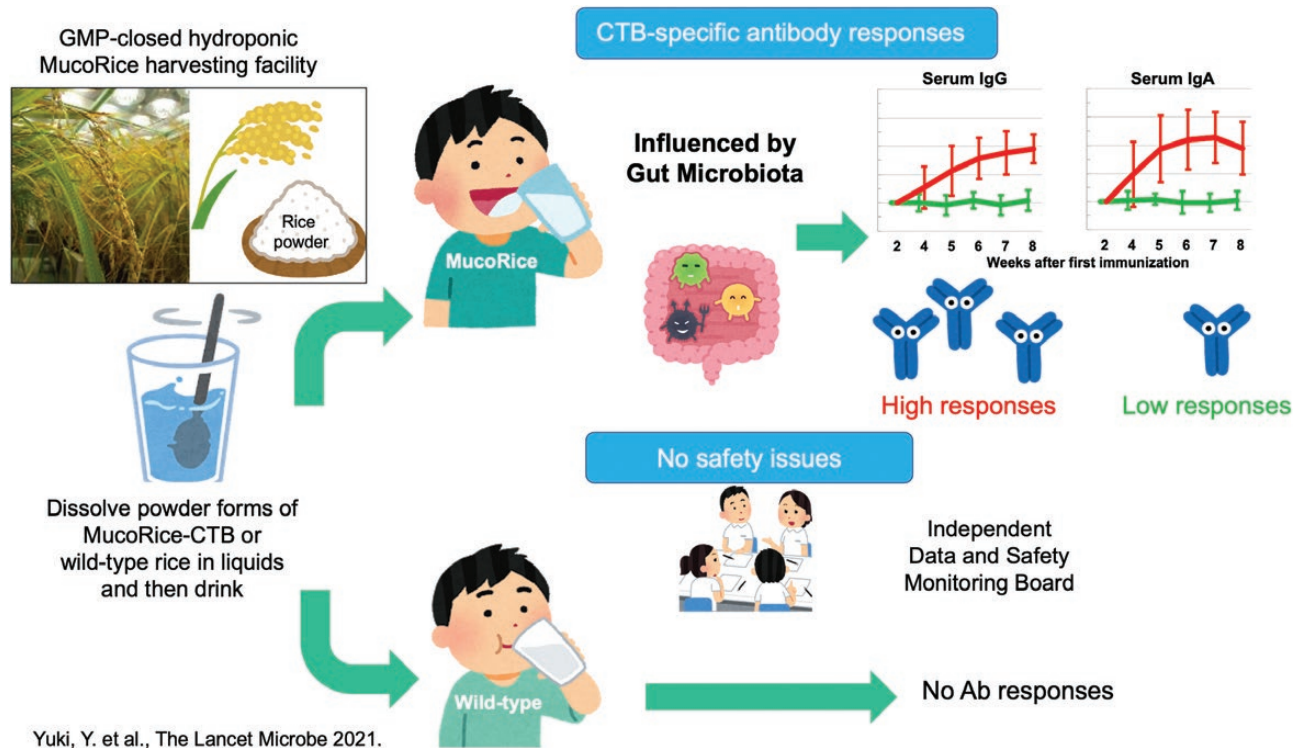 GMP-closed hydroponic
MucoRice harvesting facility
Rice
powder
Dissolve powder forms of
MucoRice-CTB or
wild-type rice in liquids
and then drink
MucoRice
CTB-specific antibody responses
Influenced by
Gut Microbiota
Serum IgG
Serum IgA
2 4 5 6 7 8
2 4 5 6 7 8
Weeks after first immunization
High responses
Low responses
No safety issues
Independent
Data and Safety
Monitoring Board
Wild-type
No Ab responses
Yuki, Y. et al., The Lancet Microbe 2021.